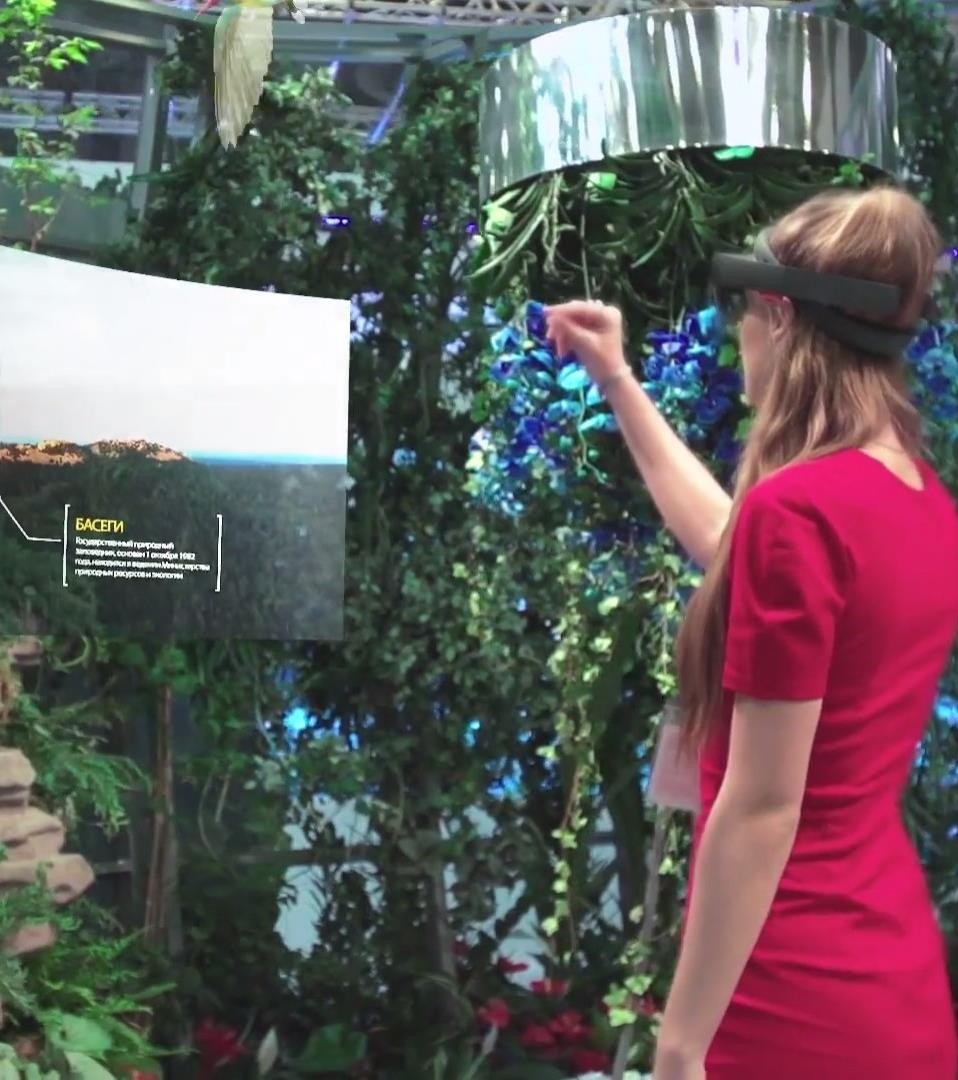 БАСЕГИ
Государственный природный
заповедник, основан 1 октября 1982
года, находится в ведении Министерства
природных ресурсов и экологии